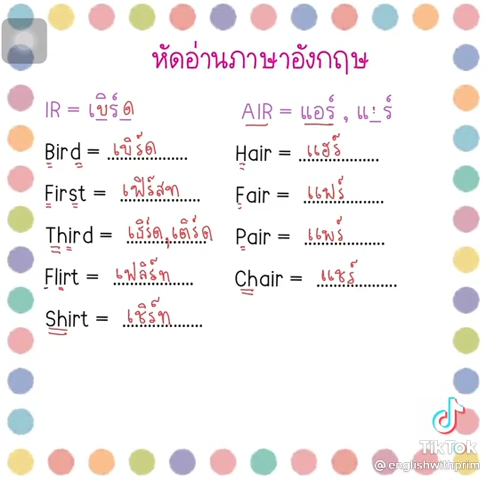 หัดอ่านภาษาอังกฤษ
IR = เบิร์ด
Bird = เบิร์ด
First = เฟิร์สท
Third = เธิร์ด,เติร์ด
Flirt = เฟลิร์ท
Shirt = เชิร์ท
AIR = แอร์ , แ-ร์
Hair = แฮร์
Fair = แฟร์
Pair = แพร์
Chair = แชร์
TikTok
@englishwithprim